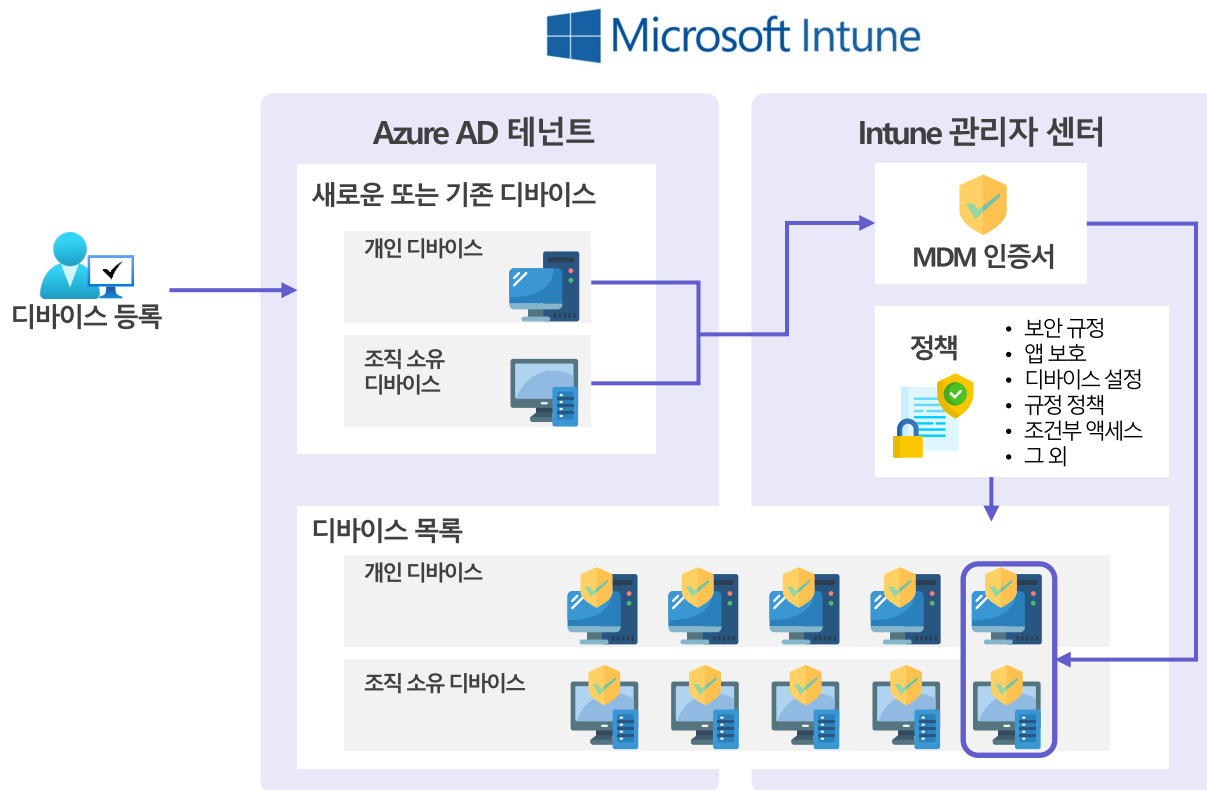 Microsoft Intune
Azure AD 테넌트
Intune 관리자 센터
새로운 또는 기존 디바이스
개인 디바이스
조직 소유
디바이스
디바이스 등록
MDM 인증서
정책
• 보안 규정
• 앱 보호
• 디바이스 설정
• 규정 정책
• 조건부 액세스
• 그 외
디바이스 목록
개인 디바이스
조직 소유 디바이스